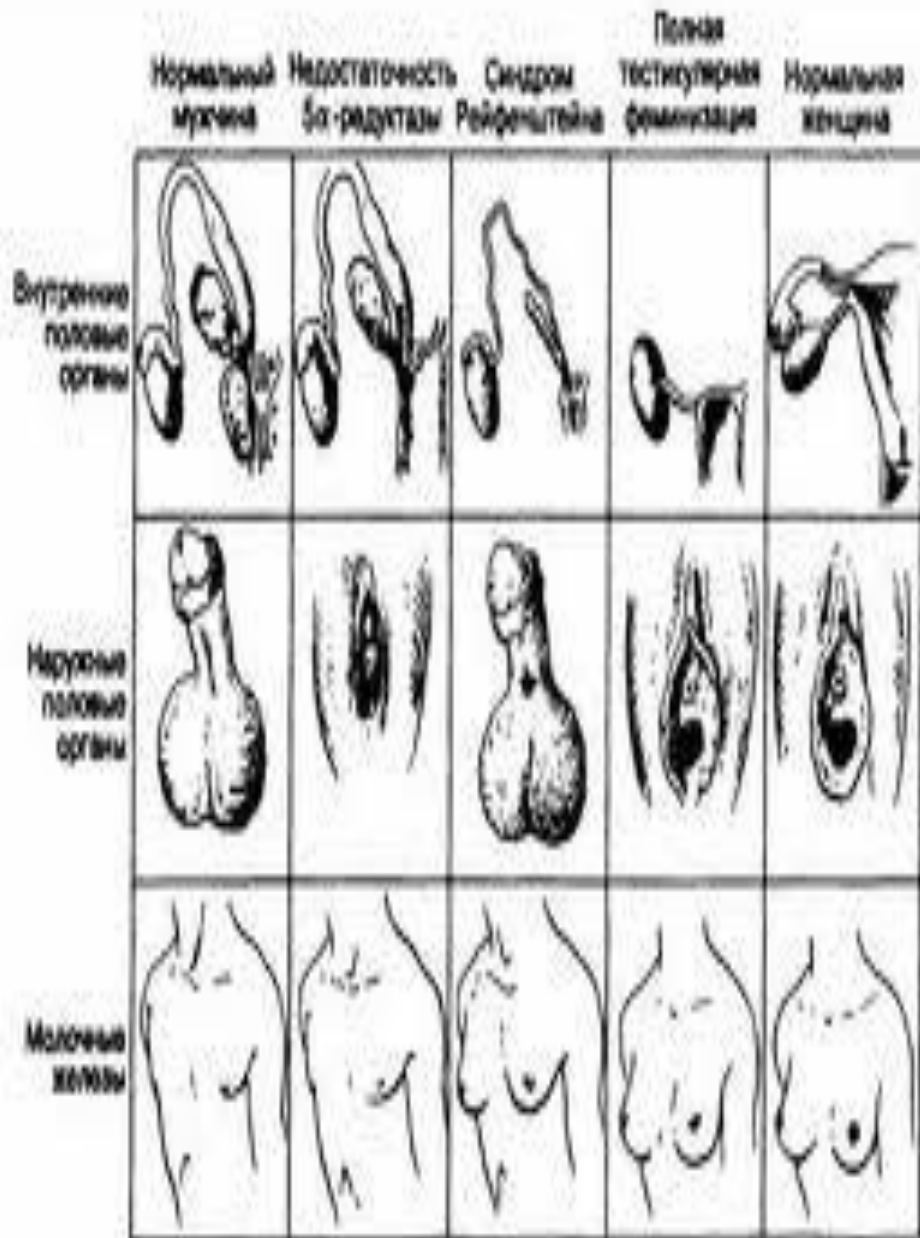 Нормальный
мужчина
Недостаточность
5α-редуктазы
Синдром
Рейфенштейна
Полная
тестикулярная
феминизация
Нормальная
женщина
Внутренние
половые
органы
Наружные
половые
органы
Молочные
железы